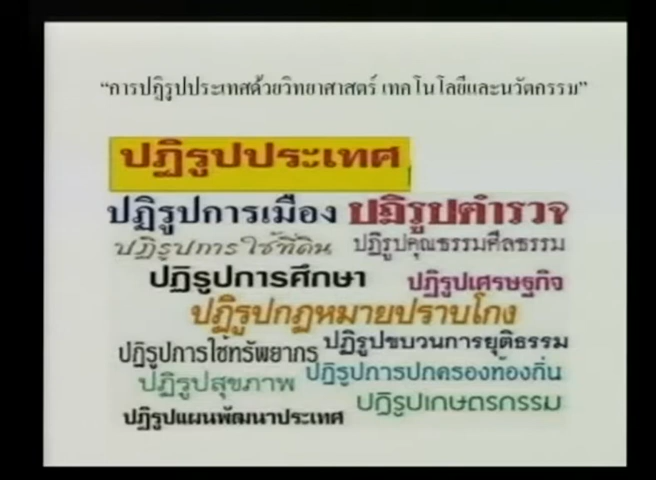 “การปฏิรูปประเทศด้วยวิทยาศาสตร์ เทคโนโลยีและนวัตกรรม”
ปฏิรูปประเทศ
ปฏิรูปการเมือง ปฏิรูปตำรวจ
ปฏิรูปการใช้ที่ดิน ปฏิรูปคุณธรรมศีลธรรม
ปฏิรูปการศึกษา ปฏิรูปเศรษฐกิจ
ปฏิรูปกฎหมายปราบโกง
ปฏิรูปการใช้ทรัพยากร ปฏิรูปขบวนการยุติธรรม
ปฏิรูปสุขภาพ ปฏิรูปการปกครองท้องถิ่น
ปฏิรูปแผนพัฒนาประเทศ ปฏิรูปเกษตรกรรม